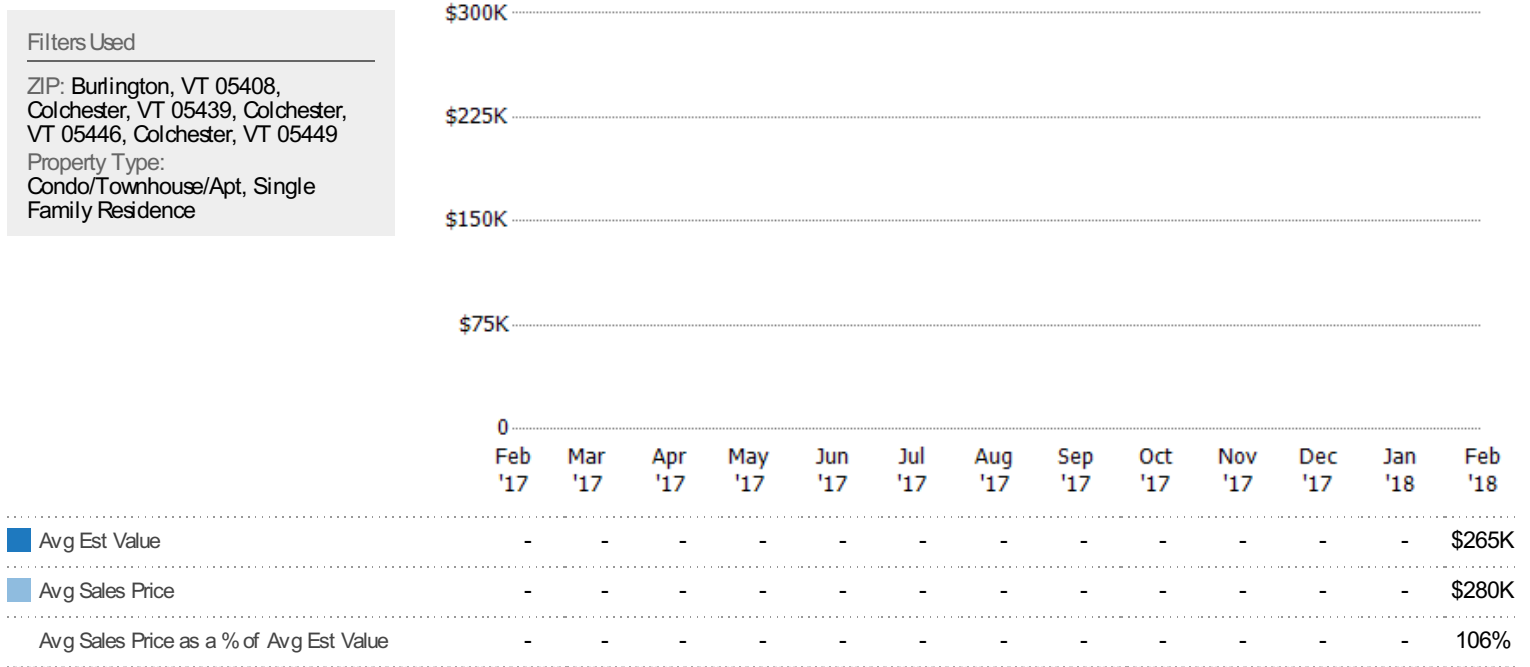 Filters Used
ZIP: Burlington, VT 05408,
Colchester, VT 05439, Colchester,
VT 05446, Colchester, VT 05449
Property Type:
Condo/Townhouse/Apt, Single
Family Residence
$300K
$225K
$150K
$75K
0
Feb Mar Apr May Jun Jul Aug Sep Oct Nov Dec Jan Feb
'17 '17 '17 '17 '17 '17 '17 '17 '17 '17 '17 '18 '18
Avg Est Value - - - - - - - - - - - - $265K
Avg Sales Price - - - - - - - - - - - - $280K
Avg Sales Price as a % of Avg Est Value - - - - - - - - - - - - 106%